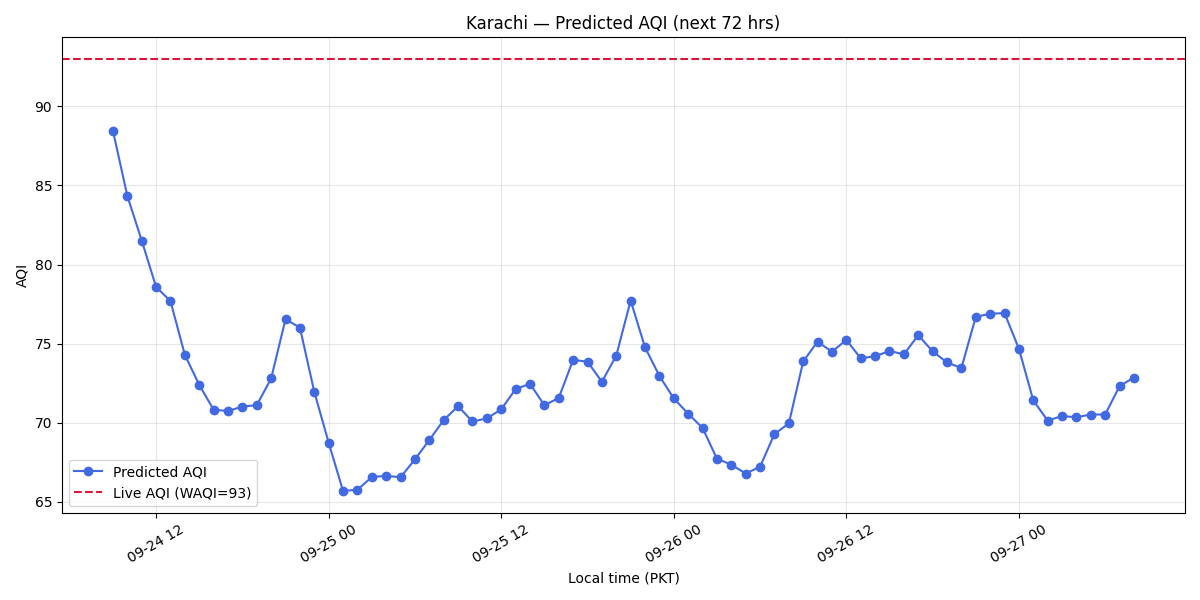 Karachi — Predicted AQI (next 72 hrs)
AQI
90
85
80
75
70
65
Predicted AQI
Live AQI (WAQI=93)
09-24 12
09-25 00
09-25 12
09-26 00
09-26 12
09-27 00
Local time (PKT)